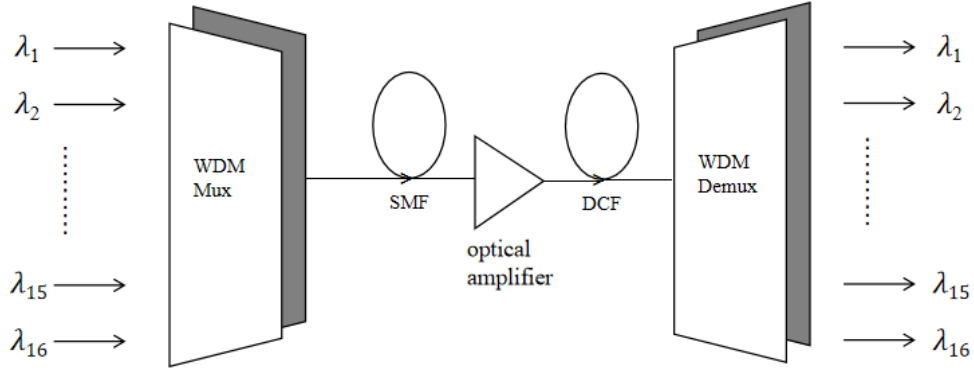 λ₁
λ₂
λ₁₅
λ₁₆
WDM
Mux
SMF
optical
amplifier
DCF
WDM
Demux
λ₁
λ₂
λ₁₅
λ₁₆